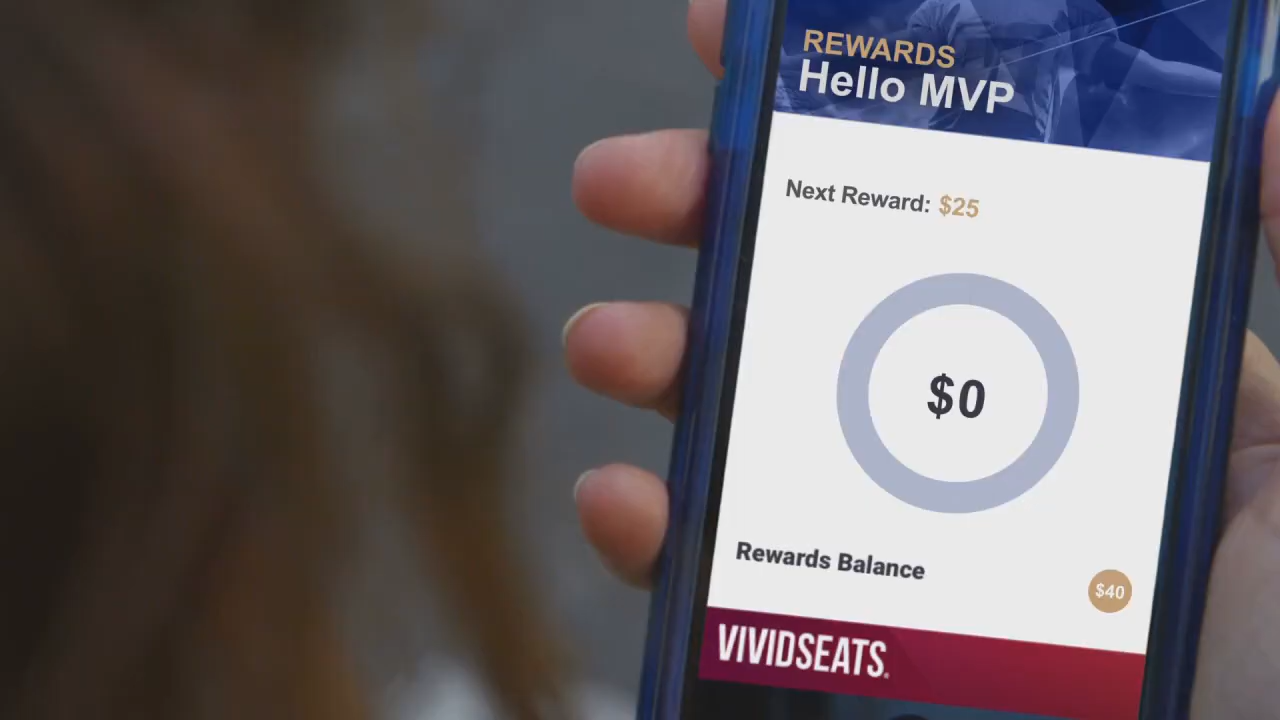 REWARDS
Hello MVP
Next Reward: $25
$0
Rewards Balance
$40
VIVIDSEATS.